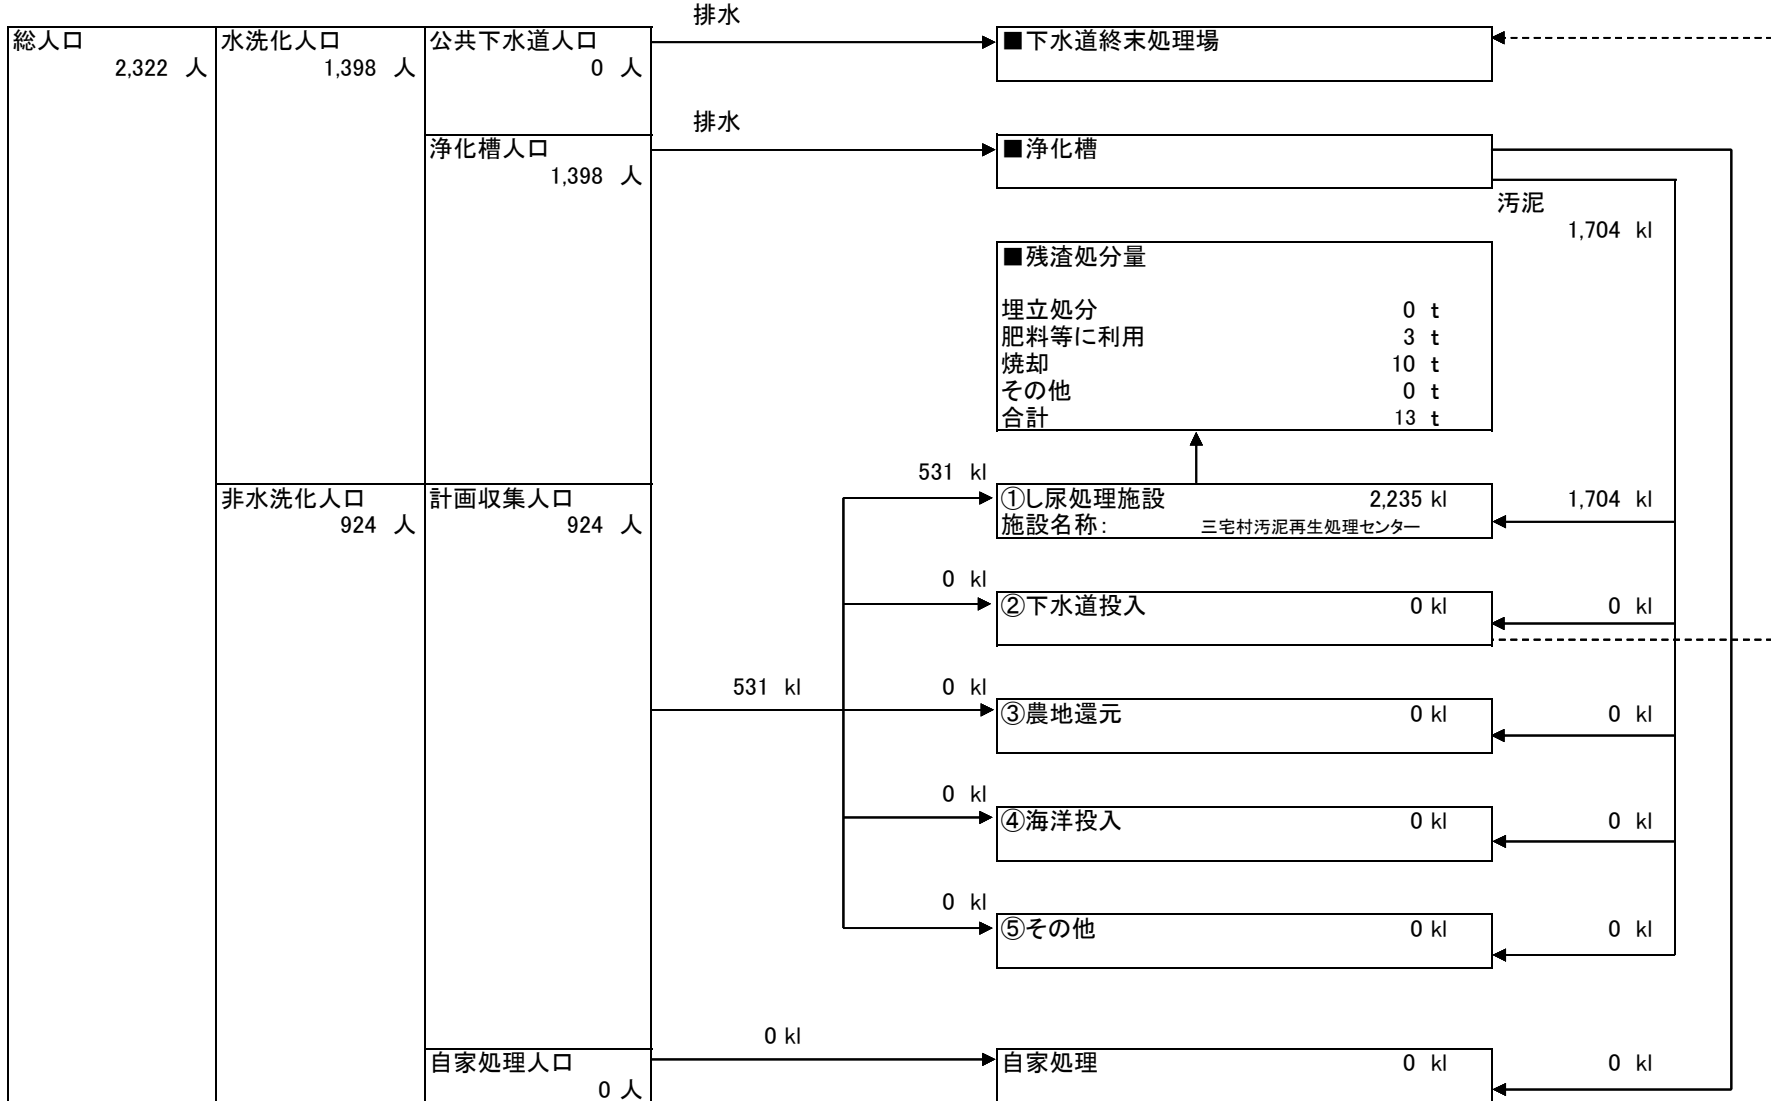 排水
総人口
2,322 人
水洗化人口
1,398 人
公共下水道人口
0 人
■下水道終末処理場
排水
浄化槽人口
1,398 人
■浄化槽
汚泥
1,704 kl
■残渣処分量
埋立処分 0 t
肥料等に利用 3 t
焼却 10 t
その他 0 t
合計 13 t
531 kl
非水洗化人口
924 人
計画収集人口
924 人
①し尿処理施設 2,235 kl
施設名称: 三宅村汚泥再生処理センター
1,704 kl
0 kl
②下水道投入 0 kl
0 kl
531 kl
0 kl
③農地還元 0 kl
0 kl
0 kl
④海洋投入 0 kl
0 kl
0 kl
⑤その他 0 kl
0 kl
0 kl
自家処理人口
0 人
自家処理 0 kl
0 kl